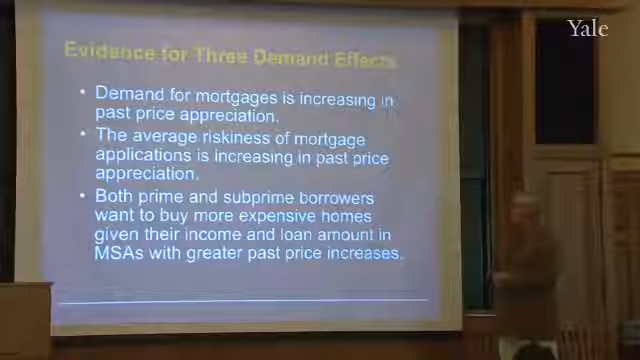 Yale
Evidence for Three Demand Effects
• Demand for mortgages is increasing in
past price appreciation.
• The average riskiness of mortgage
applications is increasing in past price
appreciation.
• Both prime and subprime borrowers
want to buy more expensive homes
given their income and loan amount in
MSAs with greater past price increases.